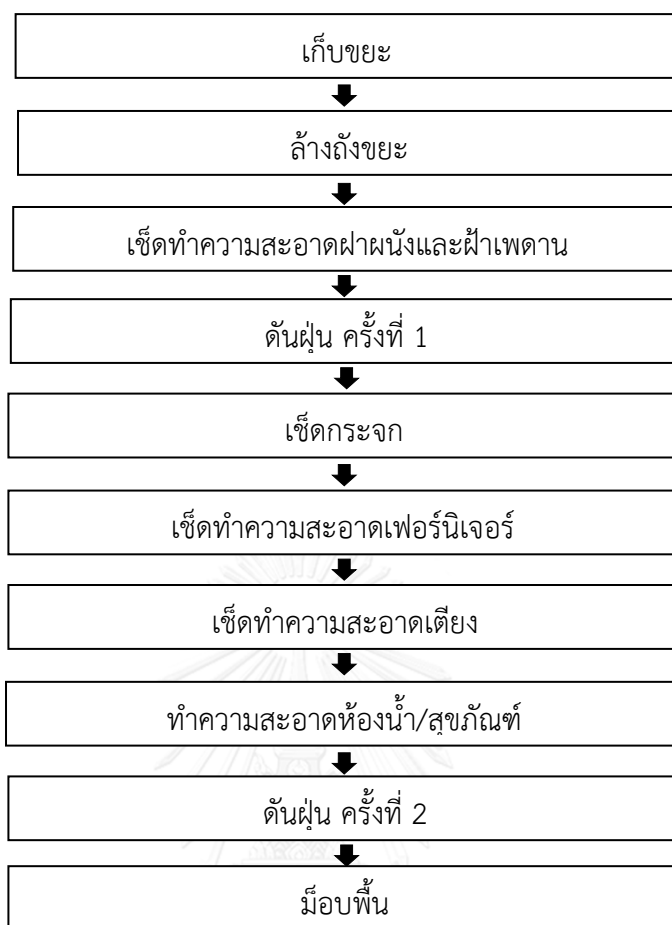 เก็บขยะ
ล้างถังขยะ
เช็ดทำความสะอาดฝาผนังและฝ้าเพดาน
ดันฝุ่น ครั้งที่ 1
เช็ดกระจก
เช็ดทำความสะอาดเฟอร์นิเจอร์
เช็ดทำความสะอาดเตียง
ทำความสะอาดห้องน้ำ/สุขภัณฑ์
ดันฝุ่น ครั้งที่ 2
ม็อบพื้น